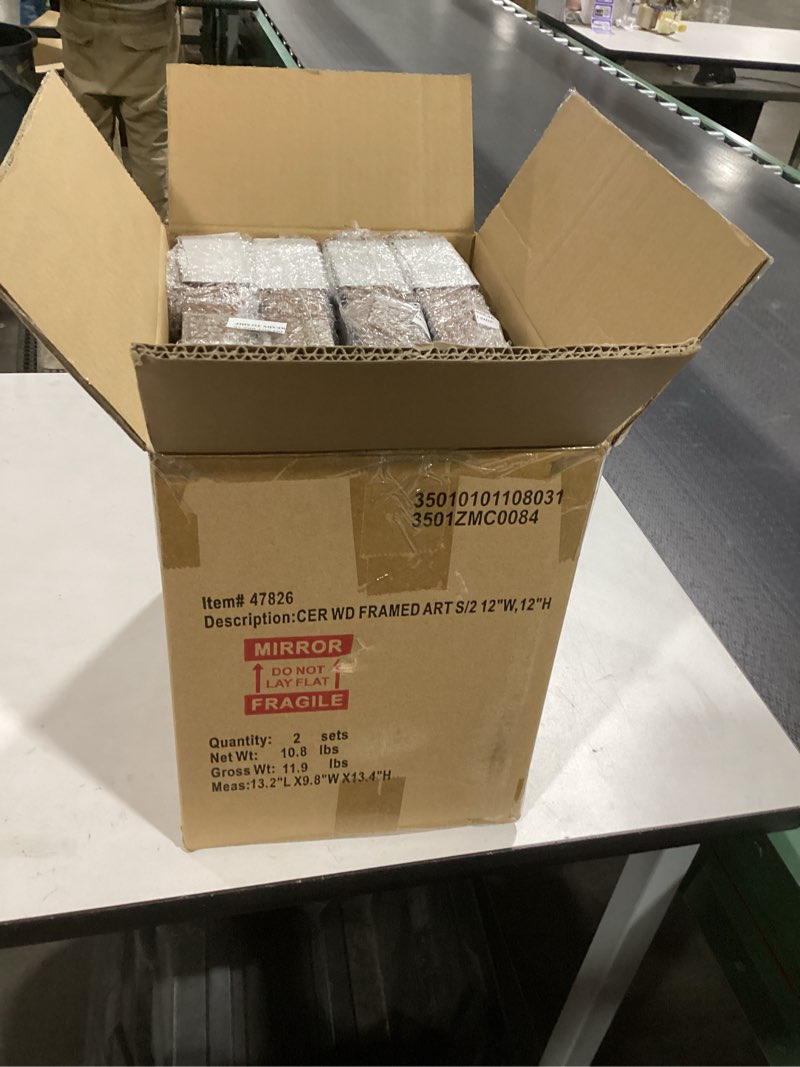 35010101108031
3501ZMC0084
Item# 47826
Description:CER WD FRAMED ART S/2 12"W,12"H
MIRROR
DO NOT
LAY FLAT
FRAGILE
Quantity: 2 sets
Net Wt: 10.8 lbs
Gross Wt: 11.9 lbs
Meas:13.2"L X9.8"W X13.4"H